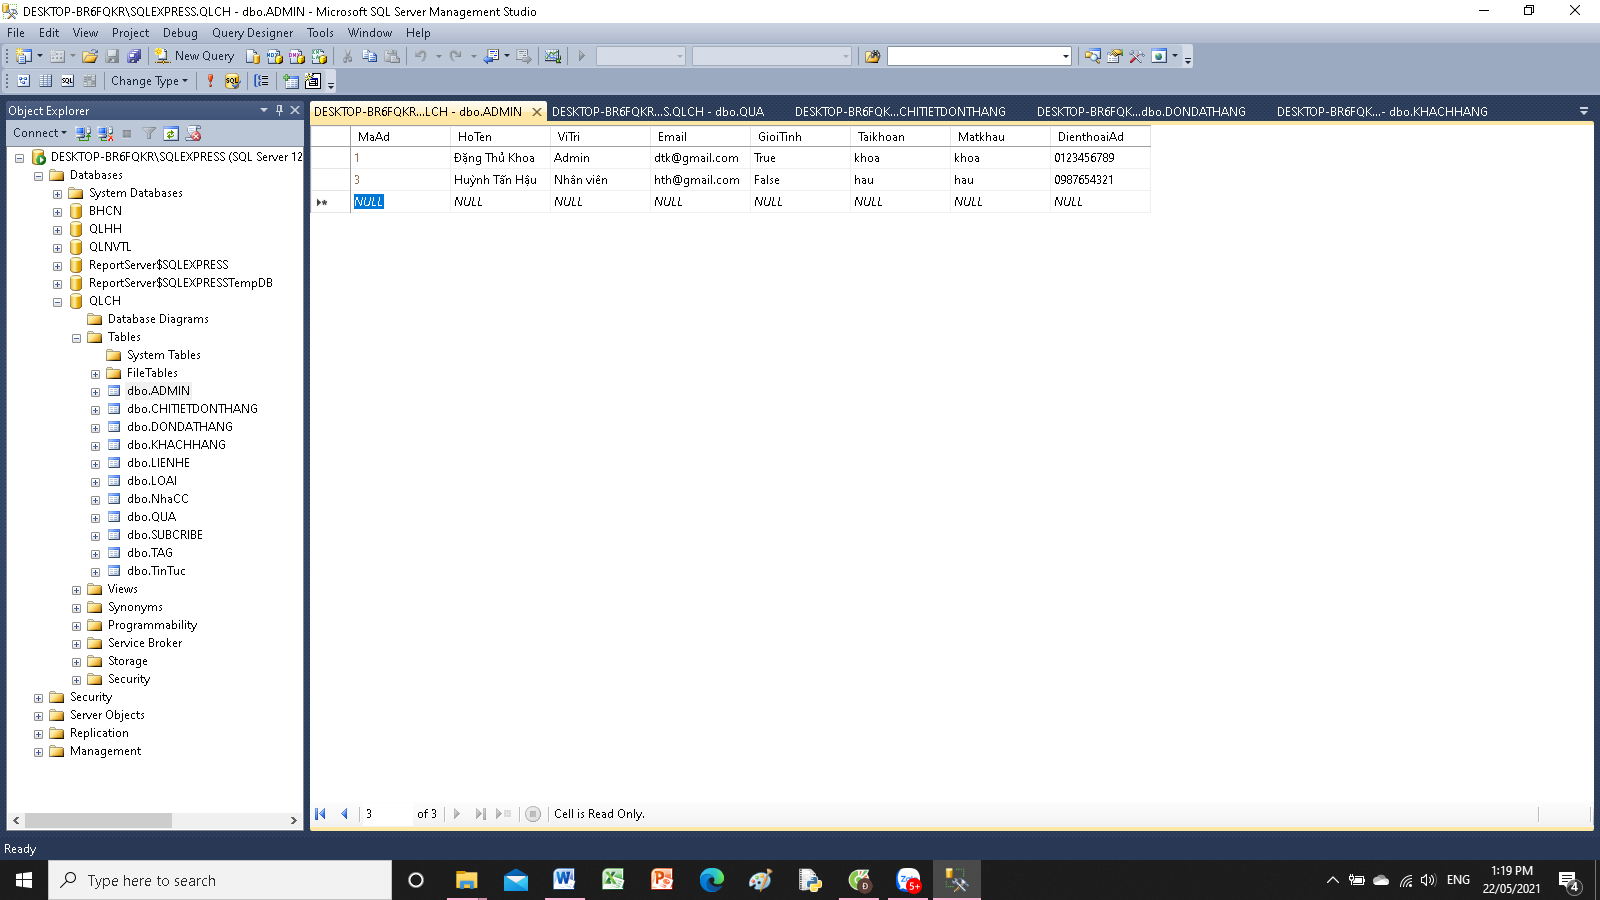 DESKTOP-BR6FQKR\SQLEXPRESS.QLCH - dbo.ADMIN - Microsoft SQL Server Management Studio
File Edit View Project Debug Query Designer Tools Window Help
New Query
Change Type
Object Explorer
DESKTOP-BR6FQKR...LCH - dbo.ADMIN DESKTOP-BR6FQKR...S.QLCH - dbo.QUA DESKTOP-BR6FQK...CHITIETDONTHANG DESKTOP-BR6FQK...dbo.DONDATHANG DESKTOP-BR6FQK...- dbo.KHACHHANG
Connect
DESKTOP-BR6FQKR\SQLEXPRESS (SQL Server 12
Databases
System Databases
BHCN
QLHH
QLNVTL
ReportServer$SQLEXPRESS
ReportServer$SQLEXPRESSTempDB
QLCH
Database Diagrams
Tables
System Tables
FileTables
dbo.ADMIN
dbo.CHITIETDONTHANG
dbo.DONDATHANG
dbo.KHACHHANG
dbo.LIENHE
dbo.LOAI
dbo.NhaCC
dbo.QUA
dbo.SUBCRIBE
dbo.TAG
dbo.TinTuc
Views
Synonyms
Programmability
Service Broker
Storage
Security
Security
Server Objects
Replication
Management
MaAd HoTen ViTri Email GioiTinh Taikhoan Matkhau DienthoaiAd
1 Đặng Thủ Khoa Admin dtk@gmail.com True khoa khoa 0123456789
3 Huỳnh Tấn Hậu Nhân viên hth@gmail.com False hau hau 0987654321
NULL NULL NULL NULL NULL NULL NULL NULL
3 of 3 Cell is Read Only.
Ready
Type here to search
ENG
1:19 PM
22/05/2021
5+
4